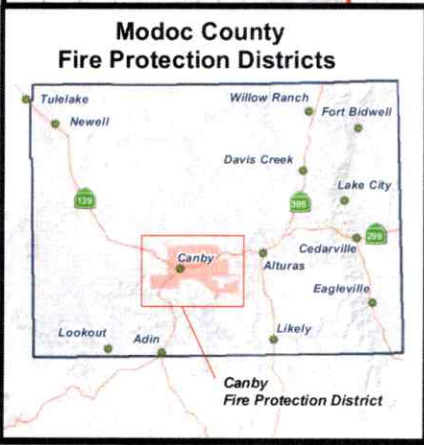 Modoc County
Fire Protection Districts
Tulelake
Willow Ranch
Fort Bidwell
Newell
Davis Creek
Lake City
139
395
Cedarville
299
Canby
Alturas
Eagleville
Lookout
Adin
Likely
Canby
Fire Protection District